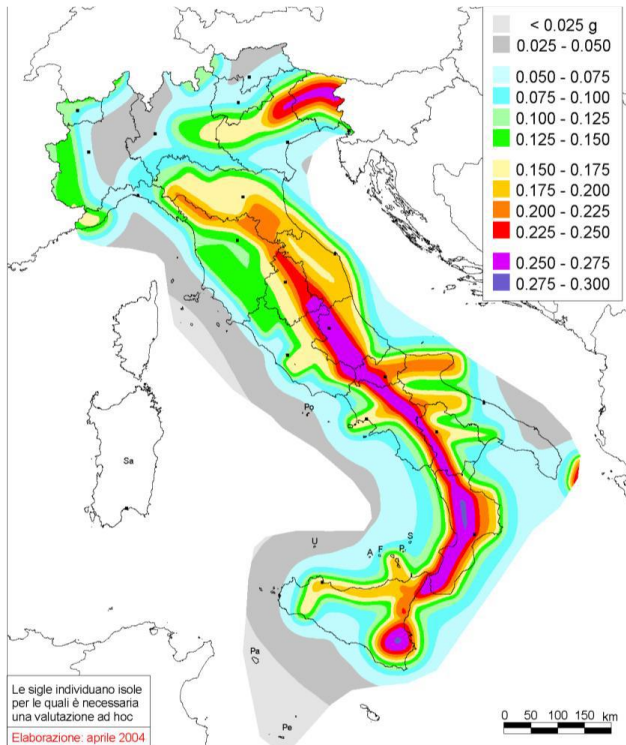 < 0.025 g
0.025 - 0.050
0.050 - 0.075
0.075 - 0.100
0.100 - 0.125
0.125 - 0.150
0.150 - 0.175
0.175 - 0.200
0.200 - 0.225
0.225 - 0.250
0.250 - 0.275
0.275 - 0.300
Po
Sa
U
A F P S
Pa
Pe
Le sigle individuano isole
per le quali è necessaria
una valutazione ad hoc
Elaborazione: aprile 2004
0 50 100 150 km